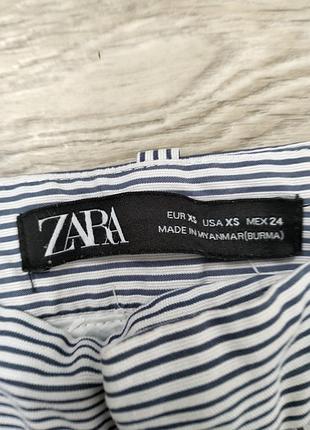 ZARA
EUR XS USA XS MEX 24
MADE IN MYANMAR(BURMA)